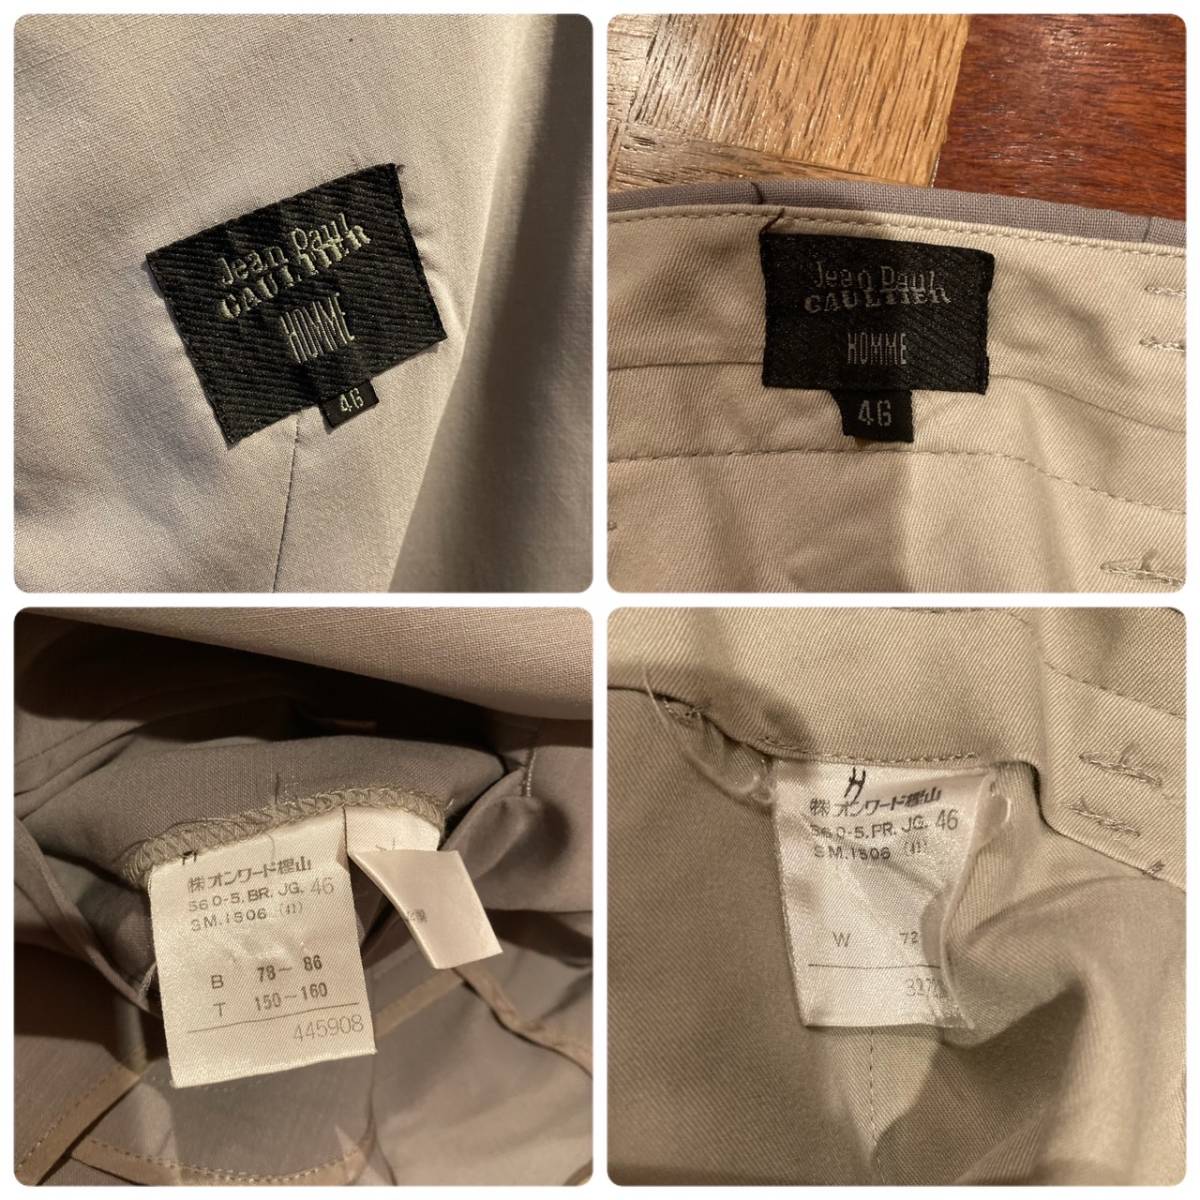 Jean Paul
GAULTIER
HOMME
46
Jean Paul
GAULTIER
HOMME
46
H
(株)オンワード樫山
560-5.BR.JG. 46
SM.1506 (41)
B 78〜86
T 150〜160
445908
H
(株)オンワード樫山
560-5.PR.JG. 46
SM.1506 (41)
W 72